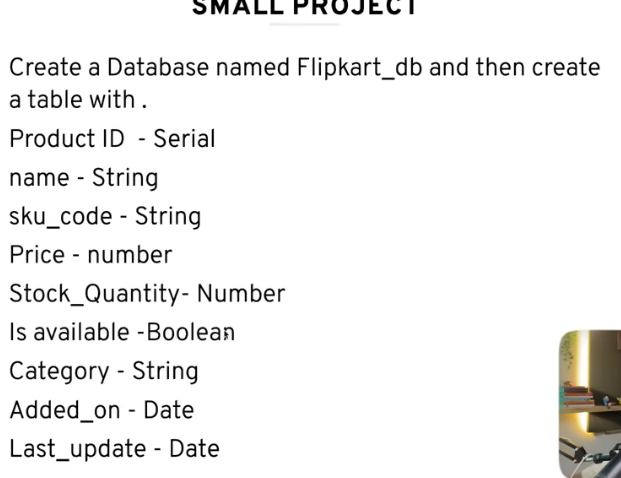 SMALL PROJECT
Create a Database named Flipkart_db and then create
a table with .
Product ID - Serial
name - String
sku_code - String
Price - number
Stock_Quantity- Number
Is available -Boolean
Category - String
Added_on - Date
Last_update - Date